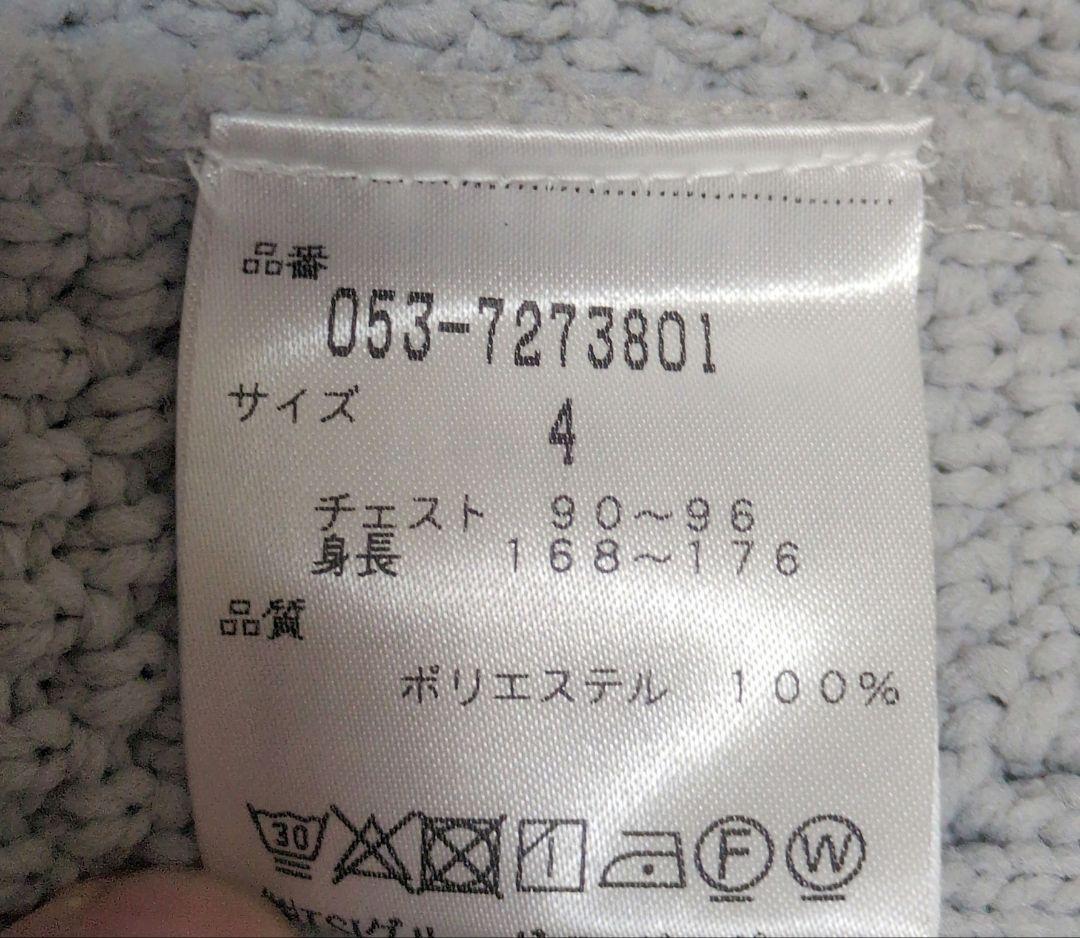 品番
053-7273801
サイズ 4
チェスト 90～96
身長 168～176
品質
ポリエステル 100%
30 F W